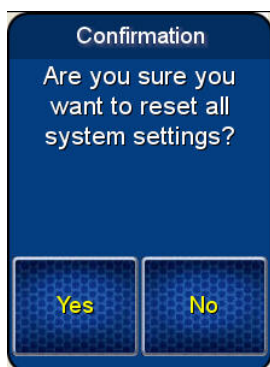 Confirmation
Are you sure you
want to reset all
system settings?
Yes
No